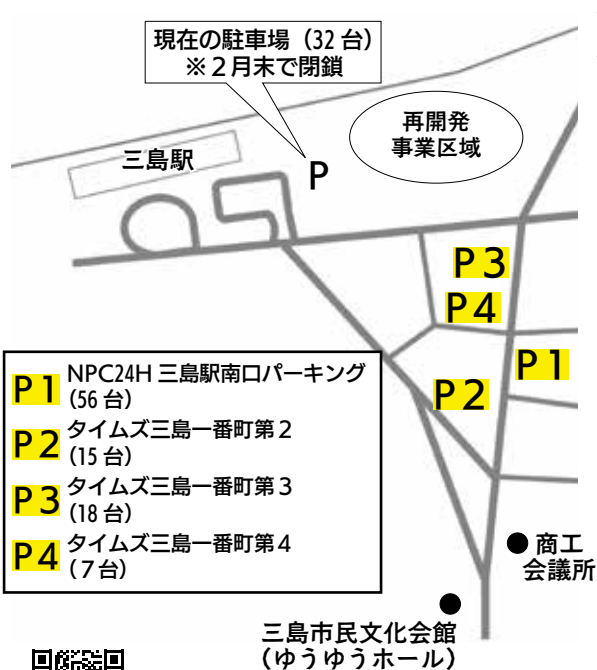 現在の駐車場（32 台）
※２月末で閉鎖
再開発
事業区域
三島駅
P
P3
P4
P1
P2
P1 NPC24H 三島駅南口パーキング
（56 台）
P2 タイムズ三島一番町第２
（15 台）
P3 タイムズ三島一番町第３
（18 台）
P4 タイムズ三島一番町第４
（７台）
商工
会議所
三島市民文化会館
（ゆうゆうホール）